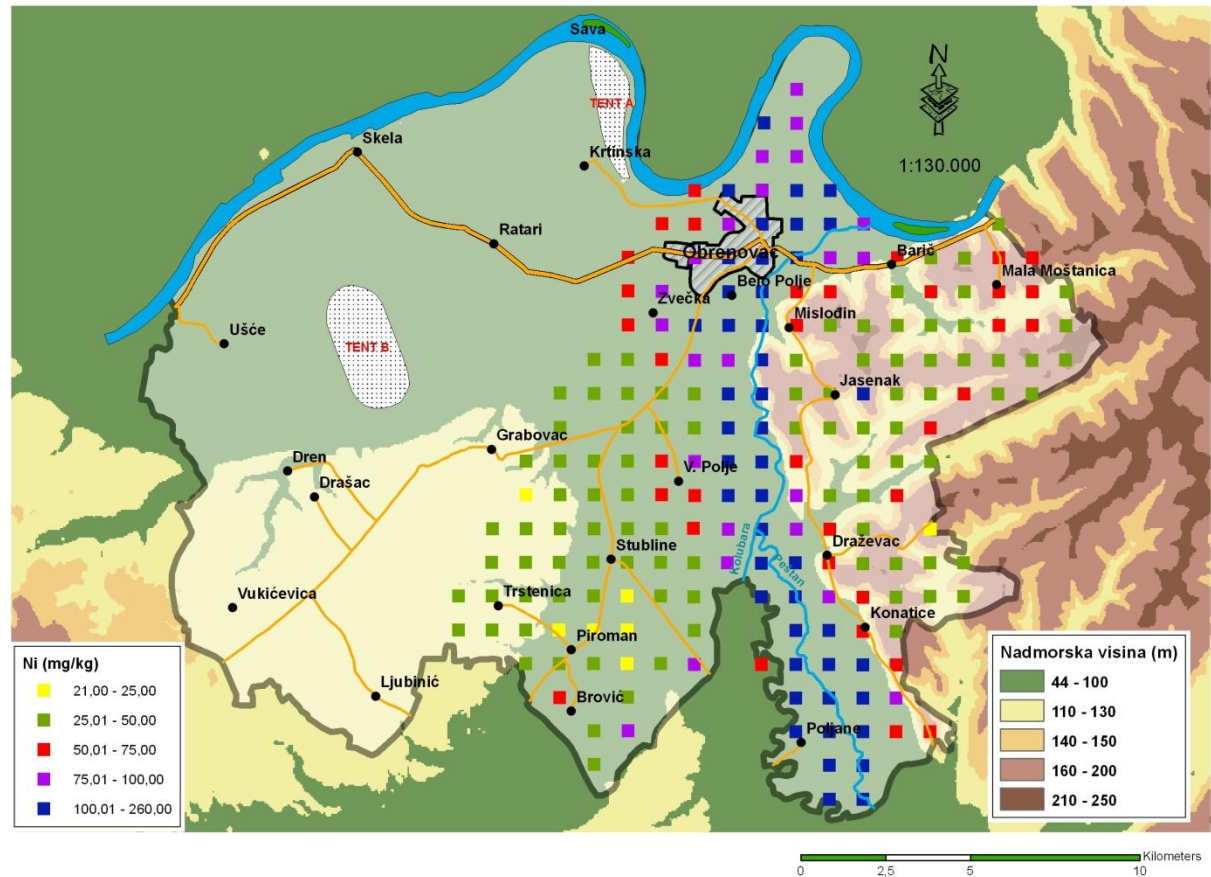 Sava
TENT A
N
Skela
Krtinska
1:130.000
Ratari
Obrenovac
Barič
Mala Moštanica
Zvečka
Belo Polje
Ušće
TENT B
Mislođin
Jasenak
Grabovac
Dren
Drašac
V. Polje
Stubline
Kolubara
Peštan
Draževac
Vukićevica
Trstenica
Konatice
Piroman
Ljubinić
Brović
Poljane
Ni (mg/kg)
21,00 - 25,00
25,01 - 50,00
50,01 - 75,00
75,01 - 100,00
100,01 - 260,00
Nadmorska visina (m)
44 - 100
110 - 130
140 - 150
160 - 200
210 - 250
Kilometers
0 2,5 5 10